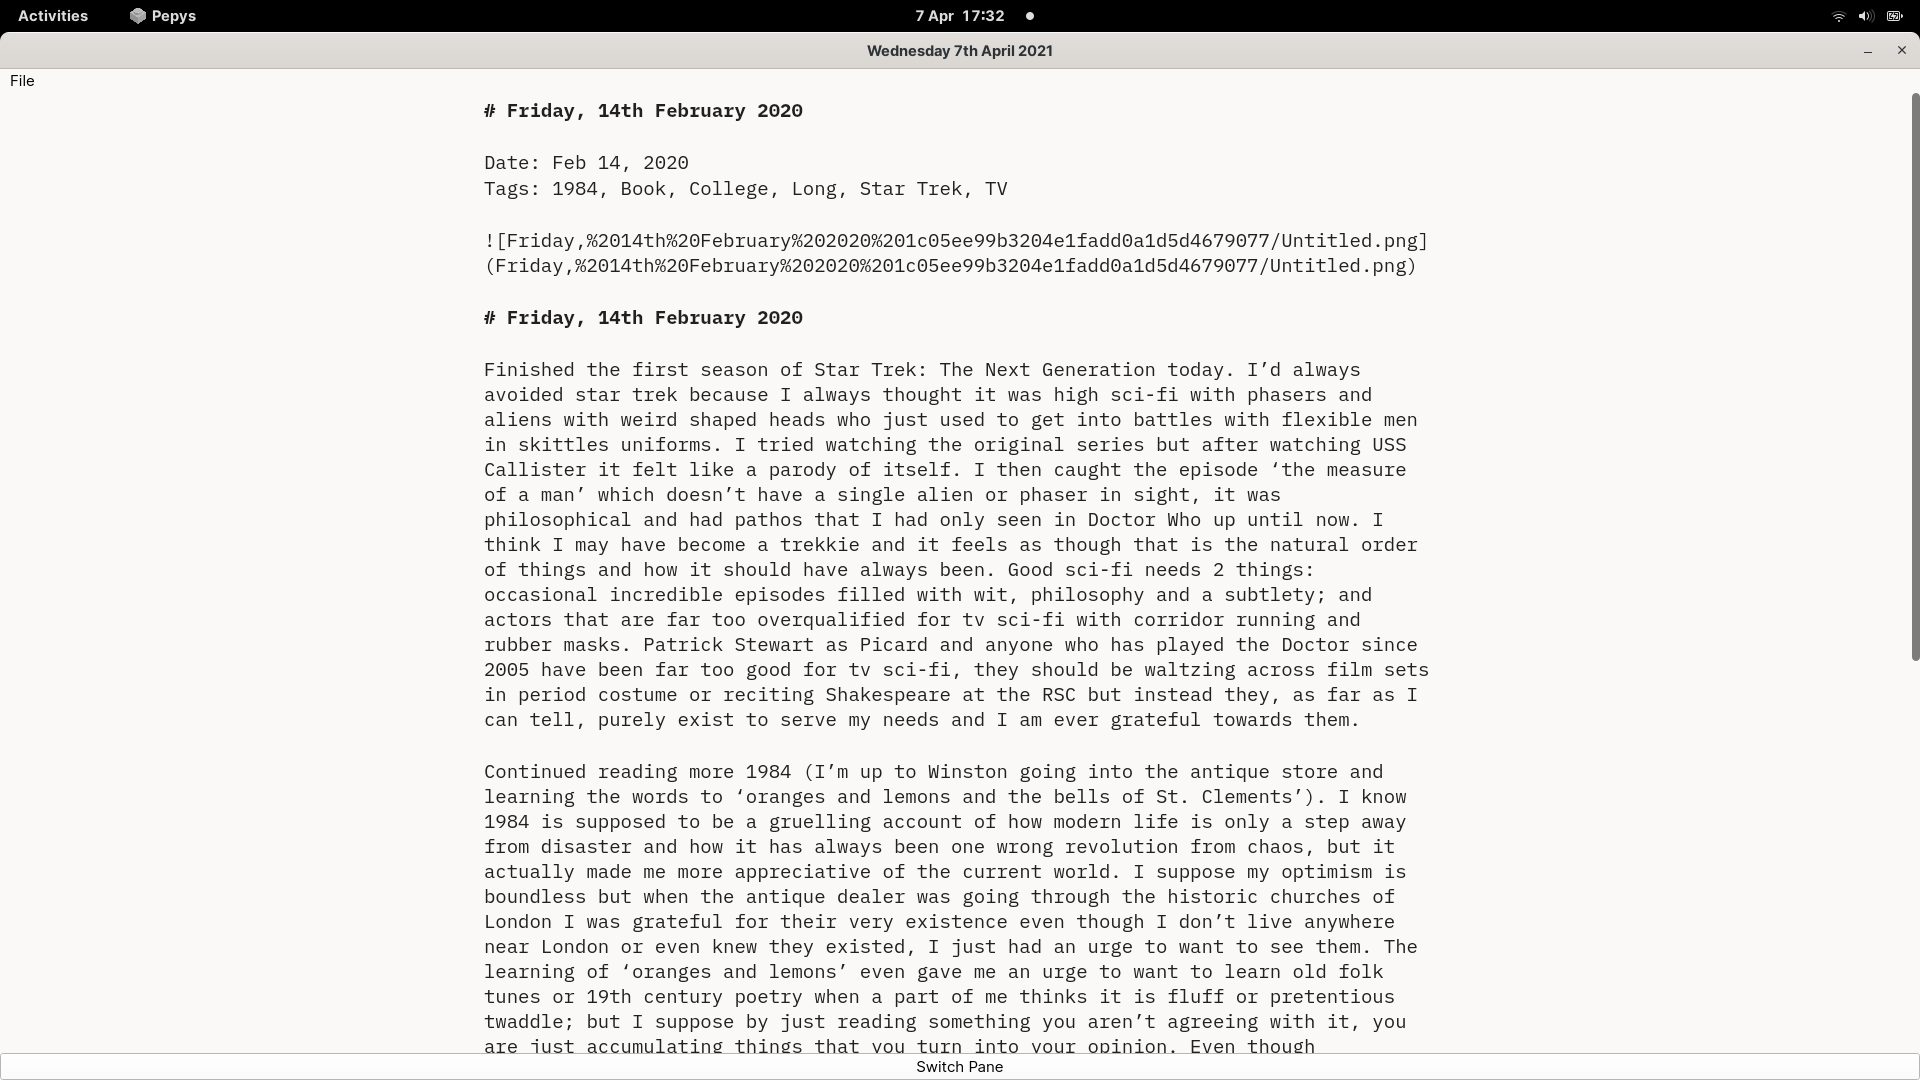 Activities Pepys 7 Apr 17:32
Wednesday 7th April 2021
File
# Friday, 14th February 2020
Date: Feb 14, 2020
Tags: 1984, Book, College, Long, Star Trek, TV
![Friday,%2014th%20February%202020%201c05ee99b3204e1fadd0a1d5d4679077/Untitled.png]
(Friday,%2014th%20February%202020%201c05ee99b3204e1fadd0a1d5d4679077/Untitled.png)
# Friday, 14th February 2020
Finished the first season of Star Trek: The Next Generation today. I’d always
avoided star trek because I always thought it was high sci-fi with phasers and
aliens with weird shaped heads who just used to get into battles with flexible men
in skittles uniforms. I tried watching the original series but after watching USS
Callister it felt like a parody of itself. I then caught the episode ‘the measure
of a man’ which doesn’t have a single alien or phaser in sight, it was
philosophical and had pathos that I had only seen in Doctor Who up until now. I
think I may have become a trekkie and it feels as though that is the natural order
of things and how it should have always been. Good sci-fi needs 2 things:
occasional incredible episodes filled with wit, philosophy and a subtlety; and
actors that are far too overqualified for tv sci-fi with corridor running and
rubber masks. Patrick Stewart as Picard and anyone who has played the Doctor since
2005 have been far too good for tv sci-fi, they should be waltzing across film sets
in period costume or reciting Shakespeare at the RSC but instead they, as far as I
can tell, purely exist to serve my needs and I am ever grateful towards them.
Continued reading more 1984 (I’m up to Winston going into the antique store and
learning the words to ‘oranges and lemons and the bells of St. Clements’). I know
1984 is supposed to be a gruelling account of how modern life is only a step away
from disaster and how it has always been one wrong revolution from chaos, but it
actually made me more appreciative of the current world. I suppose my optimism is
boundless but when the antique dealer was going through the historic churches of
London I was grateful for their very existence even though I don’t live anywhere
near London or even knew they existed, I just had an urge to want to see them. The
learning of ‘oranges and lemons’ even gave me an urge to want to learn old folk
tunes or 19th century poetry when a part of me thinks it is fluff or pretentious
twaddle; but I suppose by just reading something you aren’t agreeing with it, you
are just accumulating things that you turn into your opinion. Even though
Switch Pane